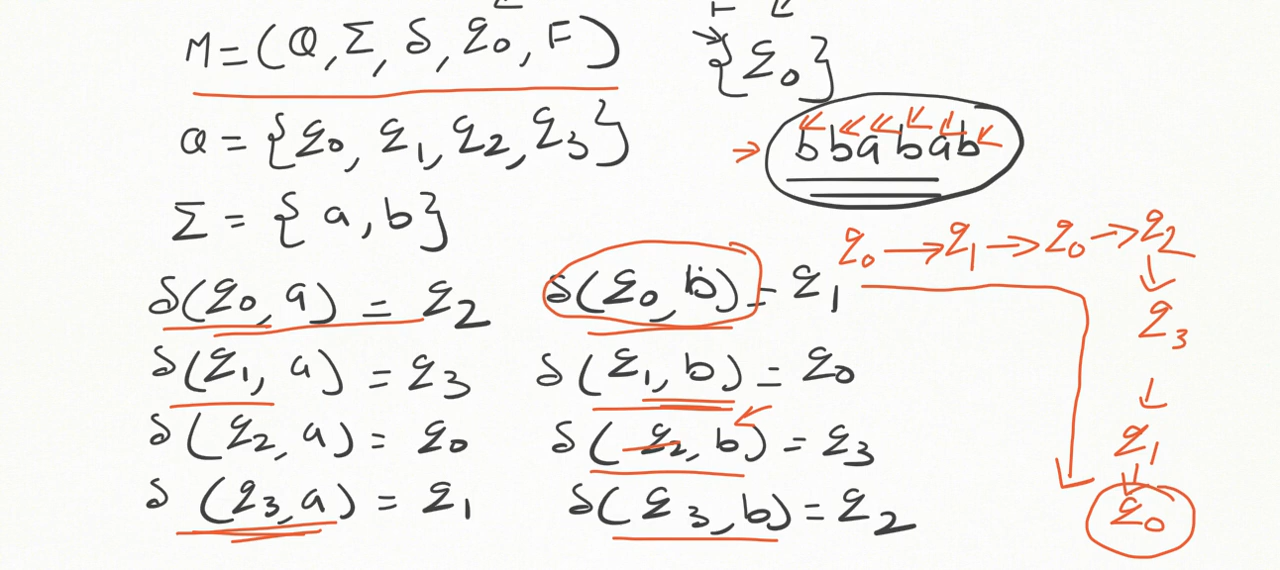 M=(Q,Σ,δ,q₀,F)
{q₀}
Q={q₀,q₁,q₂,q₃}
bbabab
Σ={a,b}
q₀→q₁→q₀→q₂
δ(q₀,a)=q₂
δ(q₀,b)=q₁
q₃
δ(q₁,a)=q₃
δ(q₁,b)=q₀
δ(q₂,a)=q₀
δ(q₂,b)=q₃
q₁
δ(q₃,a)=q₁
δ(q₃,b)=q₂
q₀